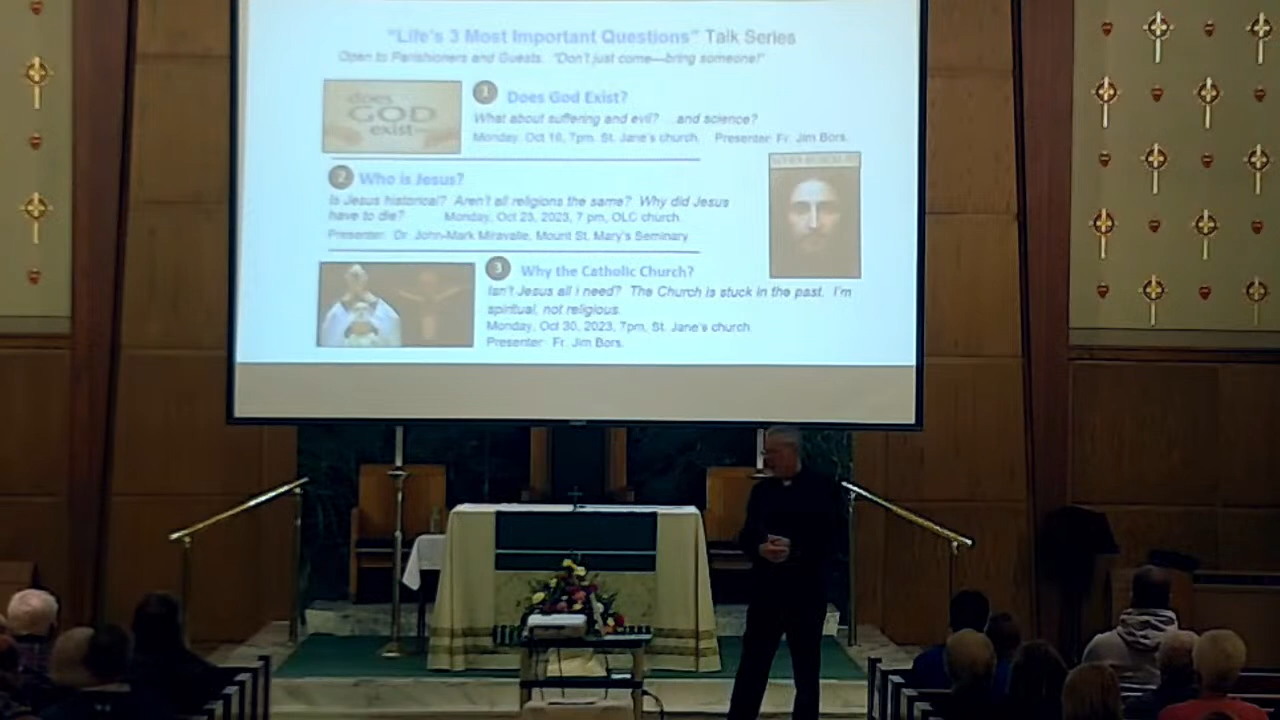 "Life's 3 Most Important Questions" Talk Series
Open to Parishioners and Guests. "Don't just come—bring someone!"
does
GOD
exist
1 Does God Exist?
What about suffering and evil? ...and science?
Monday, Oct 16, 7pm, St. Jane's church. Presenter: Fr. Jim Bors.
2 Who is Jesus?
Is Jesus historical? Aren't all religions the same? Why did Jesus
have to die? Monday, Oct 23, 2023, 7 pm, OLC church.
Presenter: Dr. John-Mark Miravalle, Mount St. Mary's Seminary
3 Why the Catholic Church?
Isn't Jesus all I need? The Church is stuck in the past. I'm
spiritual, not religious.
Monday, Oct 30, 2023, 7pm, St. Jane's church.
Presenter: Fr. Jim Bors.